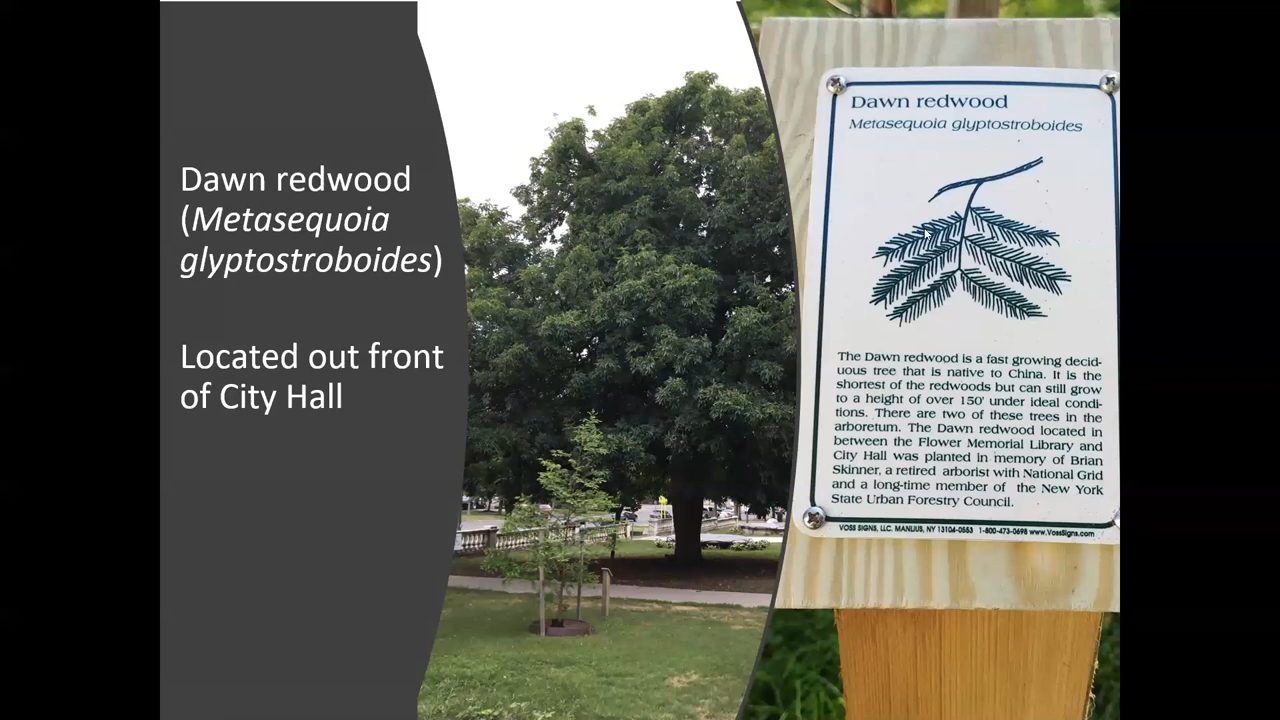 Dawn redwood
(Metasequoia
glyptostroboides)
Located out front
of City Hall
Dawn redwood
Metasequoia glyptostroboides
The Dawn redwood is a fast growing decid-
uous tree that is native to China. It is the
shortest of the redwoods but can still grow
to a height of over 150' under ideal condi-
tions. There are two of these trees in the
arboretum. The Dawn redwood located in
between the Flower Memorial Library and
City Hall was planted in memory of Brian
Skinner, a retired arborist with National Grid
and a long-time member of the New York
State Urban Forestry Council.
VOSS SIGNS, LLC. MANLIUS, NY 13104-0553 1-800-473-0698 www.VossSigns.com